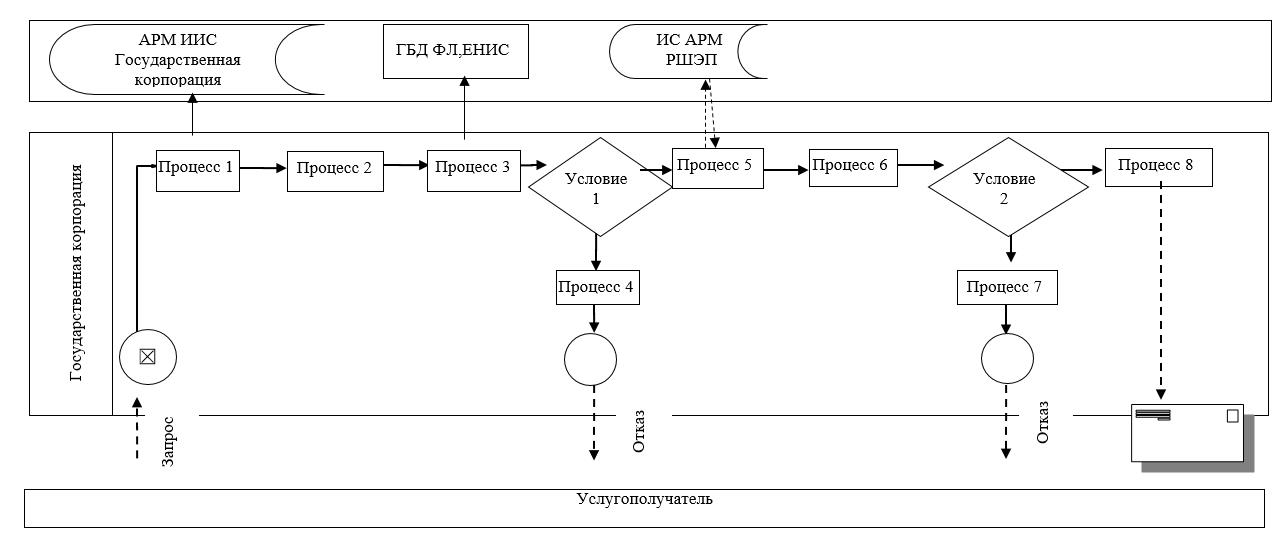 АРМ ИИС
Государственная
корпорация
ГБД ФЛ,ЕНИС
ИС АРМ
РШЭП
Государственная корпорация
Процесс 1
Процесс 2
Процесс 3
Условие
1
Процесс 5
Процесс 6
Условие
2
Процесс 8
Процесс 4
Процесс 7
Запрос
Отказ
Отказ
Услугополучатель